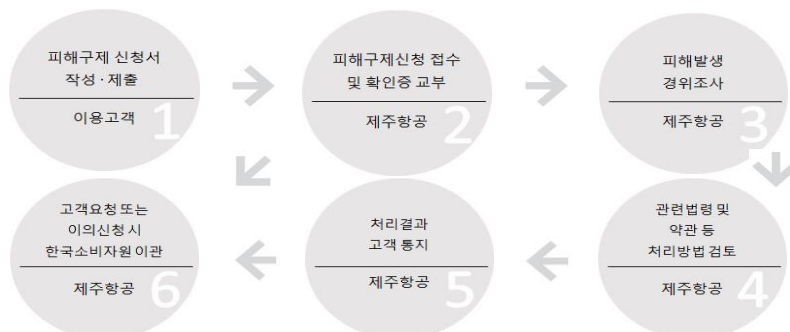 피해구제 신청서
작성 · 제출
이용고객
1
피해구제신청 접수
및 확인증 교부
제주항공
2
피해발생
경위조사
제주항공
3
관련법령 및
약관 등
처리방법 검토
제주항공
4
처리결과
고객 통지
제주항공
5
고객요청 또는
이의신청 시
한국소비자원 이관
제주항공
6